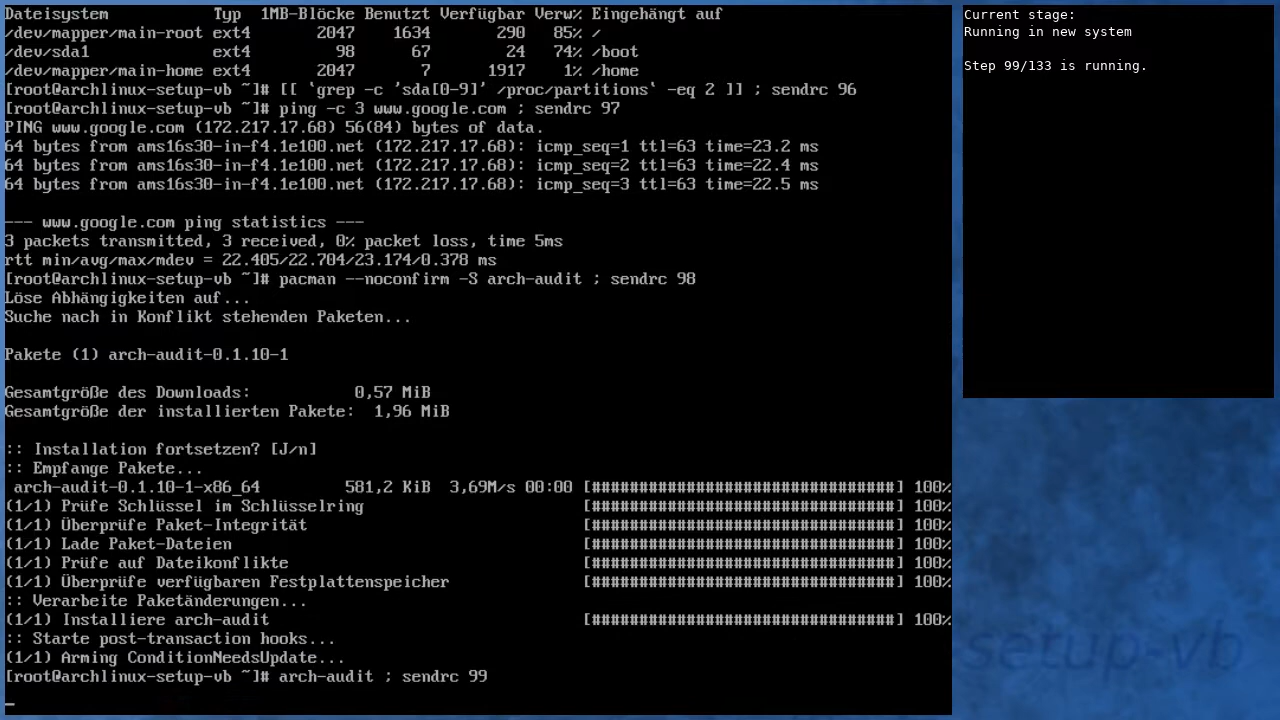 Dateisystem Typ 1MB-Blöcke Benutzt Verfügbar Verw% Eingehängt auf
/dev/mapper/main-root ext4 2047 1634 290 85% /
/dev/sda1 ext4 98 67 24 74% /boot
/dev/mapper/main-home ext4 2047 7 1917 1% /home
[root@archlinux-setup-vb ~]# [[ `grep -c 'sda[0-9]' /proc/partitions` -eq 2 ]] ; sendrc 96
[root@archlinux-setup-vb ~]# ping -c 3 www.google.com ; sendrc 97
PING www.google.com (172.217.17.68) 56(84) bytes of data.
64 bytes from ams16s30-in-f4.1e100.net (172.217.17.68): icmp_seq=1 ttl=63 time=23.2 ms
64 bytes from ams16s30-in-f4.1e100.net (172.217.17.68): icmp_seq=2 ttl=63 time=22.4 ms
64 bytes from ams16s30-in-f4.1e100.net (172.217.17.68): icmp_seq=3 ttl=63 time=22.5 ms
--- www.google.com ping statistics ---
3 packets transmitted, 3 received, 0% packet loss, time 5ms
rtt min/avg/max/mdev = 22.405/22.704/23.174/0.378 ms
[root@archlinux-setup-vb ~]# pacman --noconfirm -S arch-audit ; sendrc 98
Löse Abhängigkeiten auf...
Suche nach in Konflikt stehenden Paketen...
Pakete (1) arch-audit-0.1.10-1
Gesamtgröße des Downloads: 0,57 MiB
Gesamtgröße der installierten Pakete: 1,96 MiB
:: Installation fortsetzen? [J/n]
:: Empfange Pakete...
arch-audit-0.1.10-1-x86_64 581,2 KiB 3,69M/s 00:00 [################################] 100%
(1/1) Prüfe Schlüssel im Schlüsselring [################################] 100%
(1/1) Überprüfe Paket-Integrität [################################] 100%
(1/1) Lade Paket-Dateien [################################] 100%
(1/1) Prüfe auf Dateikonflikte [################################] 100%
(1/1) Überprüfe verfügbaren Festplattenspeicher [################################] 100%
:: Verarbeite Paketänderungen...
(1/1) Installiere arch-audit [################################] 100%
:: Starte post-transaction hooks...
(1/1) Arming ConditionNeedsUpdate...
[root@archlinux-setup-vb ~]# arch-audit ; sendrc 99
_
Current stage:
Running in new system
Step 99/133 is running.
setup-vb